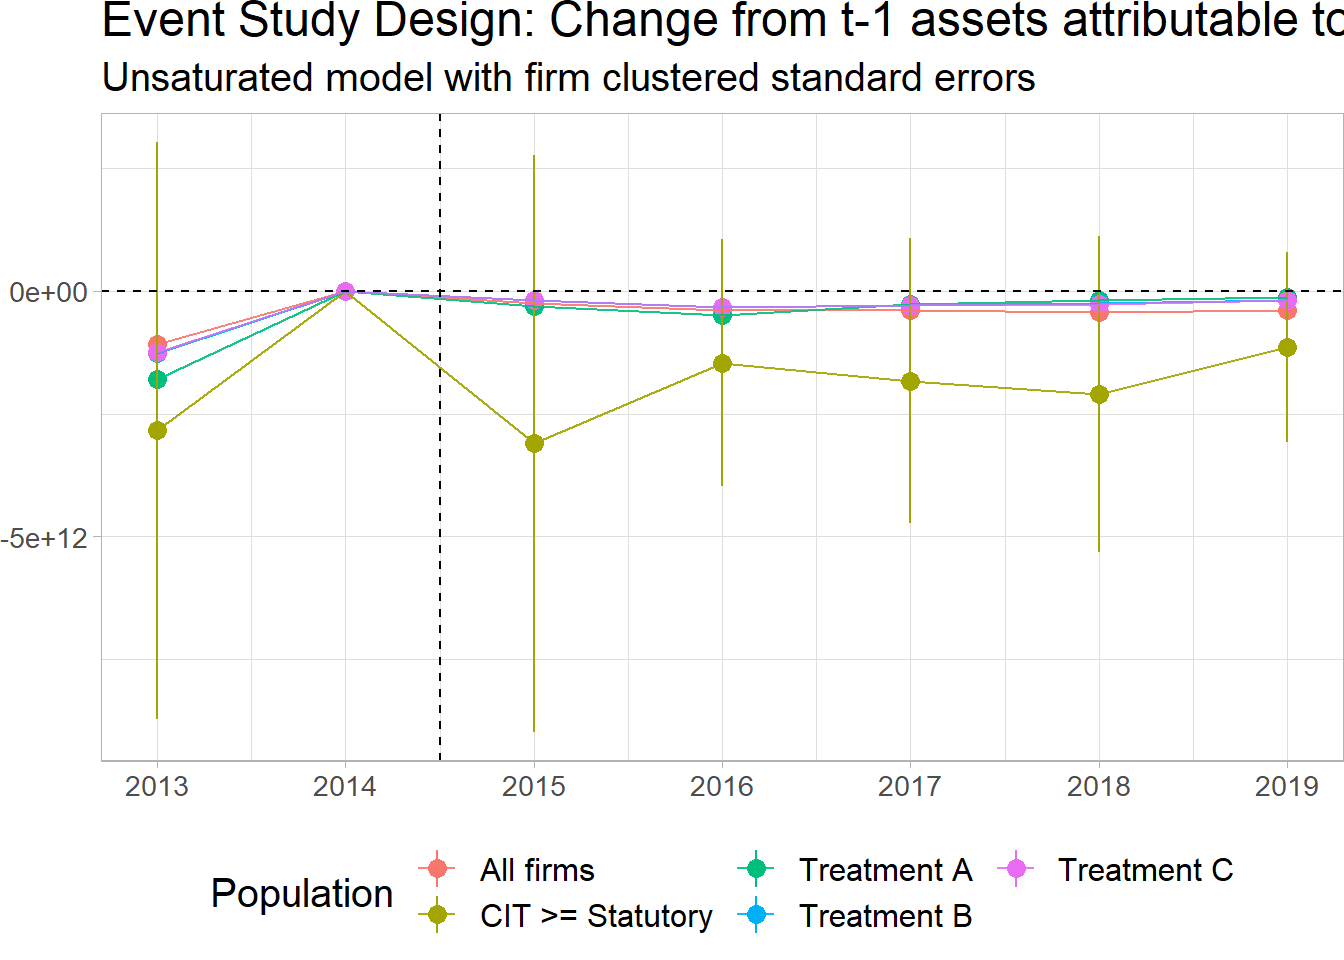 Event Study Design: Change from t-1 assets attributable to
Unsaturated model with firm clustered standard errors
0e+00
-5e+12
2013 2014 2015 2016 2017 2018 2019
Population
All firms Treatment A Treatment C
CIT >= Statutory Treatment B